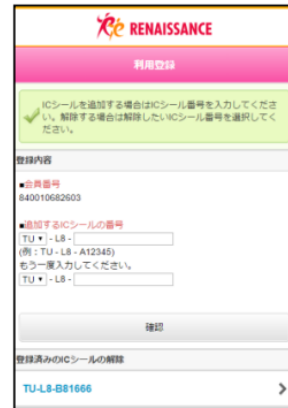 RENAISSANCE
利用登録
ICシールを追加する場合はICシール番号を入力してくださ
い。解除する場合は解除したいICシール番号を選択してく
ださい。
登録内容
■会員番号
840010682603
■追加するICシールの番号
TU ▼ - L8 -
(例：TU - L8 - A12345)
もう一度入力してください。
TU ▼ - L8 -
確認
登録済みのICシールの解除
TU-L8-B81666